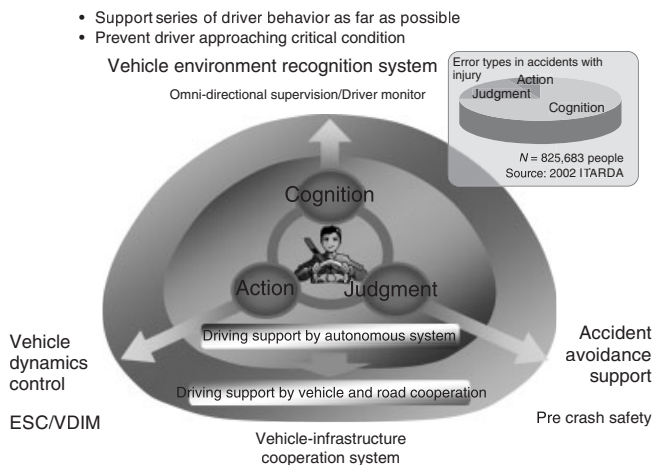 • Support series of driver behavior as far as possible
• Prevent driver approaching critical condition
Vehicle environment recognition system
Omni-directional supervision/Driver monitor
Error types in accidents with
injury
Action
Judgment
Cognition
N = 825,683 people
Source: 2002 ITARDA
Cognition
Action
Judgment
Driving support by autonomous system
Vehicle
dynamics
control
ESC/VDIM
Accident
avoidance
support
Pre crash safety
Driving support by vehicle and road cooperation
Vehicle-infrastructure
cooperation system